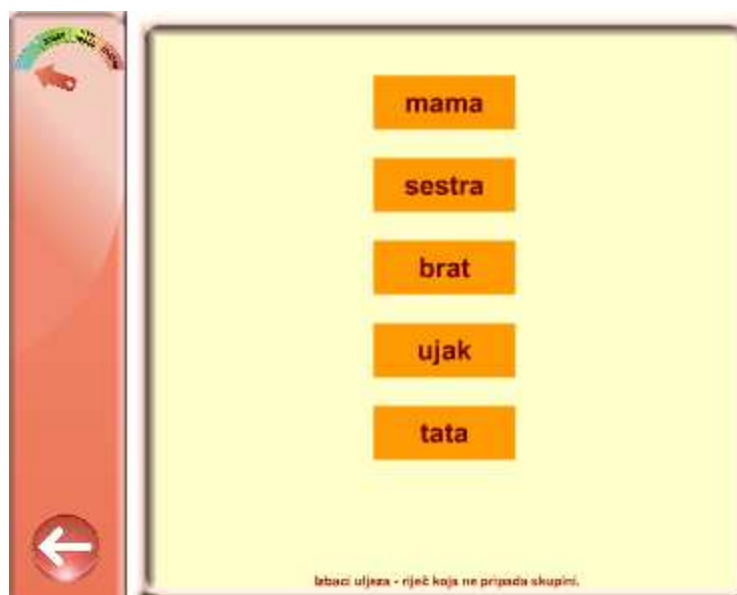 mama
sestra
brat
ujak
tata
Izbaci uljeza - riječ koja ne pripada skupini.